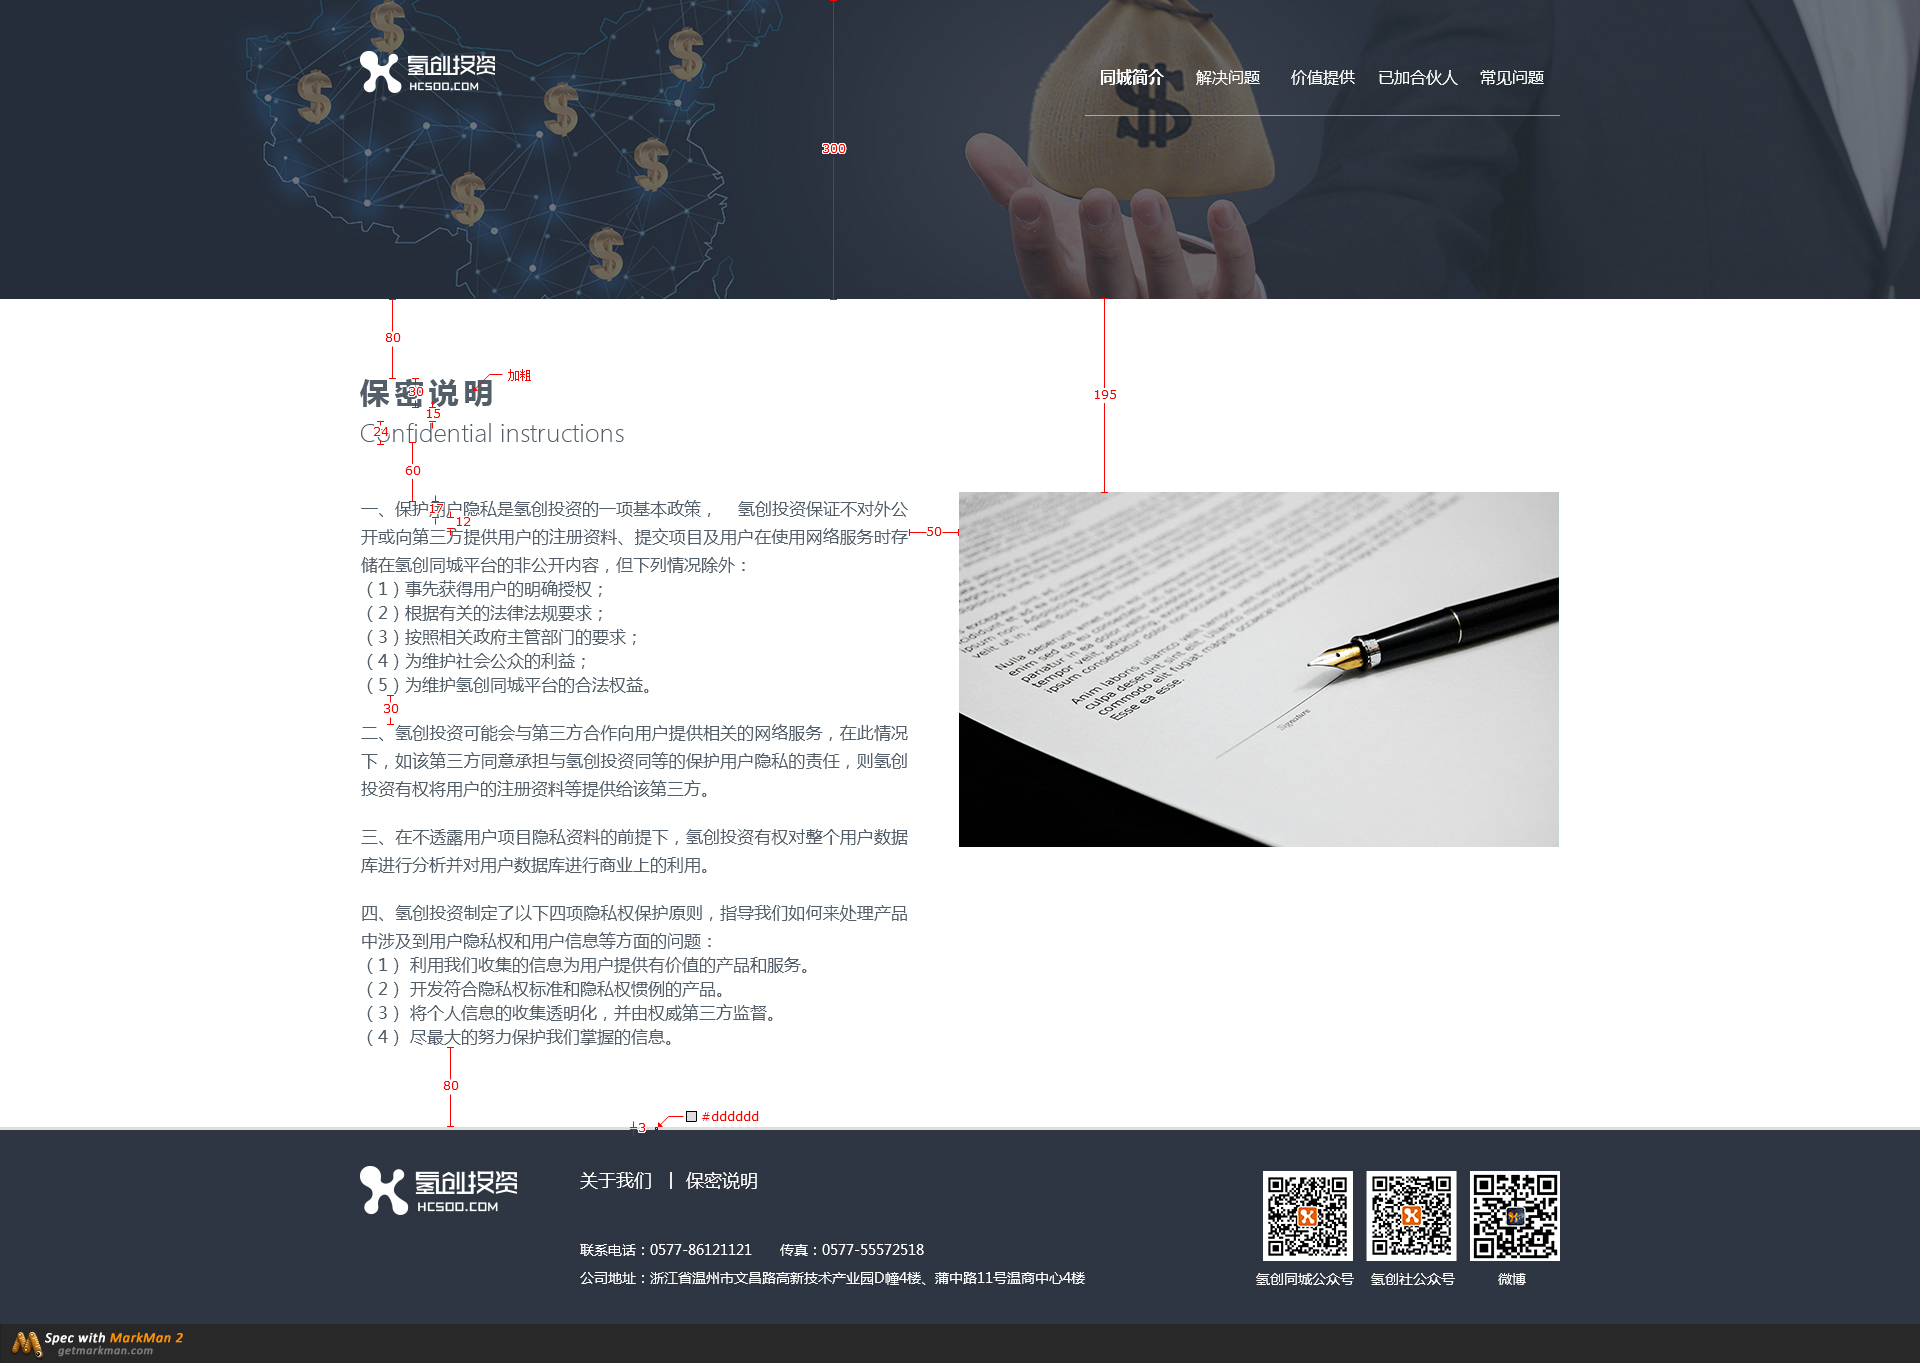 氢创投资
HCSOO.COM
同城简介 解决问题 价值提供 已加合伙人 常见问题
300
80
195
加粗
保密说明
30
15
Confidential instructions
24
60
一、保护用户隐私是氢创投资的一项基本政策， 氢创投资保证不对外公
17
12
开或向第三方提供用户的注册资料、提交项目及用户在使用网络服务时存
50
储在氢创同城平台的非公开内容，但下列情况除外：
（1）事先获得用户的明确授权；
（2）根据有关的法律法规要求；
（3）按照相关政府主管部门的要求；
（4）为维护社会公众的利益；
（5）为维护氢创同城平台的合法权益。
30
二、氢创投资可能会与第三方合作向用户提供相关的网络服务，在此情况
下，如该第三方同意承担与氢创投资同等的保护用户隐私的责任，则氢创
投资有权将用户的注册资料等提供给该第三方。
三、在不透露用户项目隐私资料的前提下，氢创投资有权对整个用户数据
库进行分析并对用户数据库进行商业上的利用。
四、氢创投资制定了以下四项隐私权保护原则，指导我们如何来处理产品
中涉及到用户隐私权和用户信息等方面的问题：
（1） 利用我们收集的信息为用户提供有价值的产品和服务。
（2） 开发符合隐私权标准和隐私权惯例的产品。
（3） 将个人信息的收集透明化，并由权威第三方监督。
（4） 尽最大的努力保护我们掌握的信息。
Nulla deserunt
Anim laboris ullamco
culpa deserunt sint
commodo elit fugiat magna
Esse ea esse.
Signature
80
#dddddd
3
氢创投资
HCSOO.COM
关于我们 | 保密说明
联系电话：0577-86121121 传真：0577-55572518
公司地址：浙江省温州市文昌路高新技术产业园D幢4楼、蒲中路11号温商中心4楼
氢创同城公众号 氢创社公众号 微博
Spec with MarkMan 2
getmarkman.com